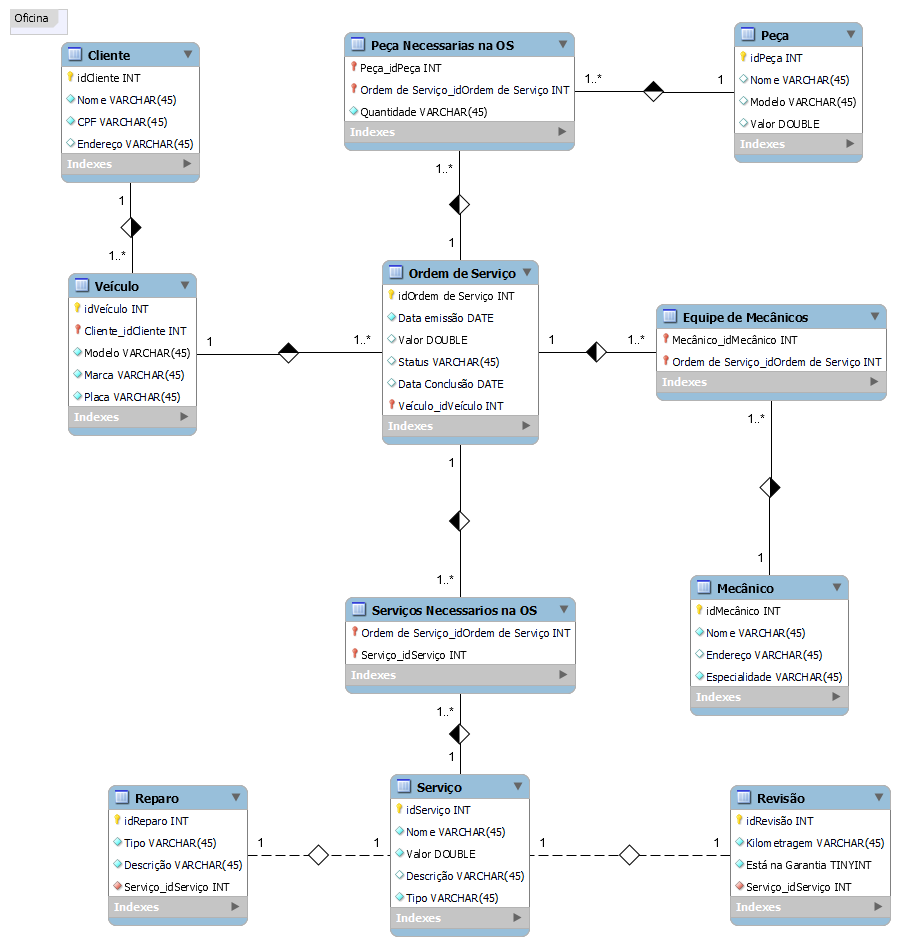 Oficina
Cliente
idCliente INT
Nome VARCHAR(45)
CPF VARCHAR(45)
Endereço VARCHAR(45)
Indexes
Peça Necessarias na OS
Peça_idPeça INT
Ordem de Serviço_idOrdem de Serviço INT
Quantidade VARCHAR(45)
Indexes
1..*
1
Peça
idPeça INT
Nome VARCHAR(45)
Modelo VARCHAR(45)
Valor DOUBLE
Indexes
1
1..*
1..*
1
Veículo
idVeículo INT
Cliente_idCliente INT
Modelo VARCHAR(45)
Marca VARCHAR(45)
Placa VARCHAR(45)
Indexes
1
1..*
Ordem de Serviço
idOrdem de Serviço INT
Data emissão DATE
Valor DOUBLE
Status VARCHAR(45)
Data Conclusão DATE
Veículo_idVeículo INT
Indexes
1
1..*
Equipe de Mecânicos
Mecânico_idMecânico INT
Ordem de Serviço_idOrdem de Serviço INT
Indexes
1..*
1
Mecânico
idMecânico INT
Nome VARCHAR(45)
Endereço VARCHAR(45)
Especialidade VARCHAR(45)
Indexes
1
1..*
Serviços Necessarios na OS
Ordem de Serviço_idOrdem de Serviço INT
Serviço_idServiço INT
Indexes
1..*
1
Reparo
idReparo INT
Tipo VARCHAR(45)
Descrição VARCHAR(45)
Serviço_idServiço INT
Indexes
1
1
Serviço
idServiço INT
Nome VARCHAR(45)
Valor DOUBLE
Descrição VARCHAR(45)
Tipo VARCHAR(45)
Indexes
1
1
Revisão
idRevisão INT
Kilometragem VARCHAR(45)
Está na Garantia TINYINT
Serviço_idServiço INT
Indexes